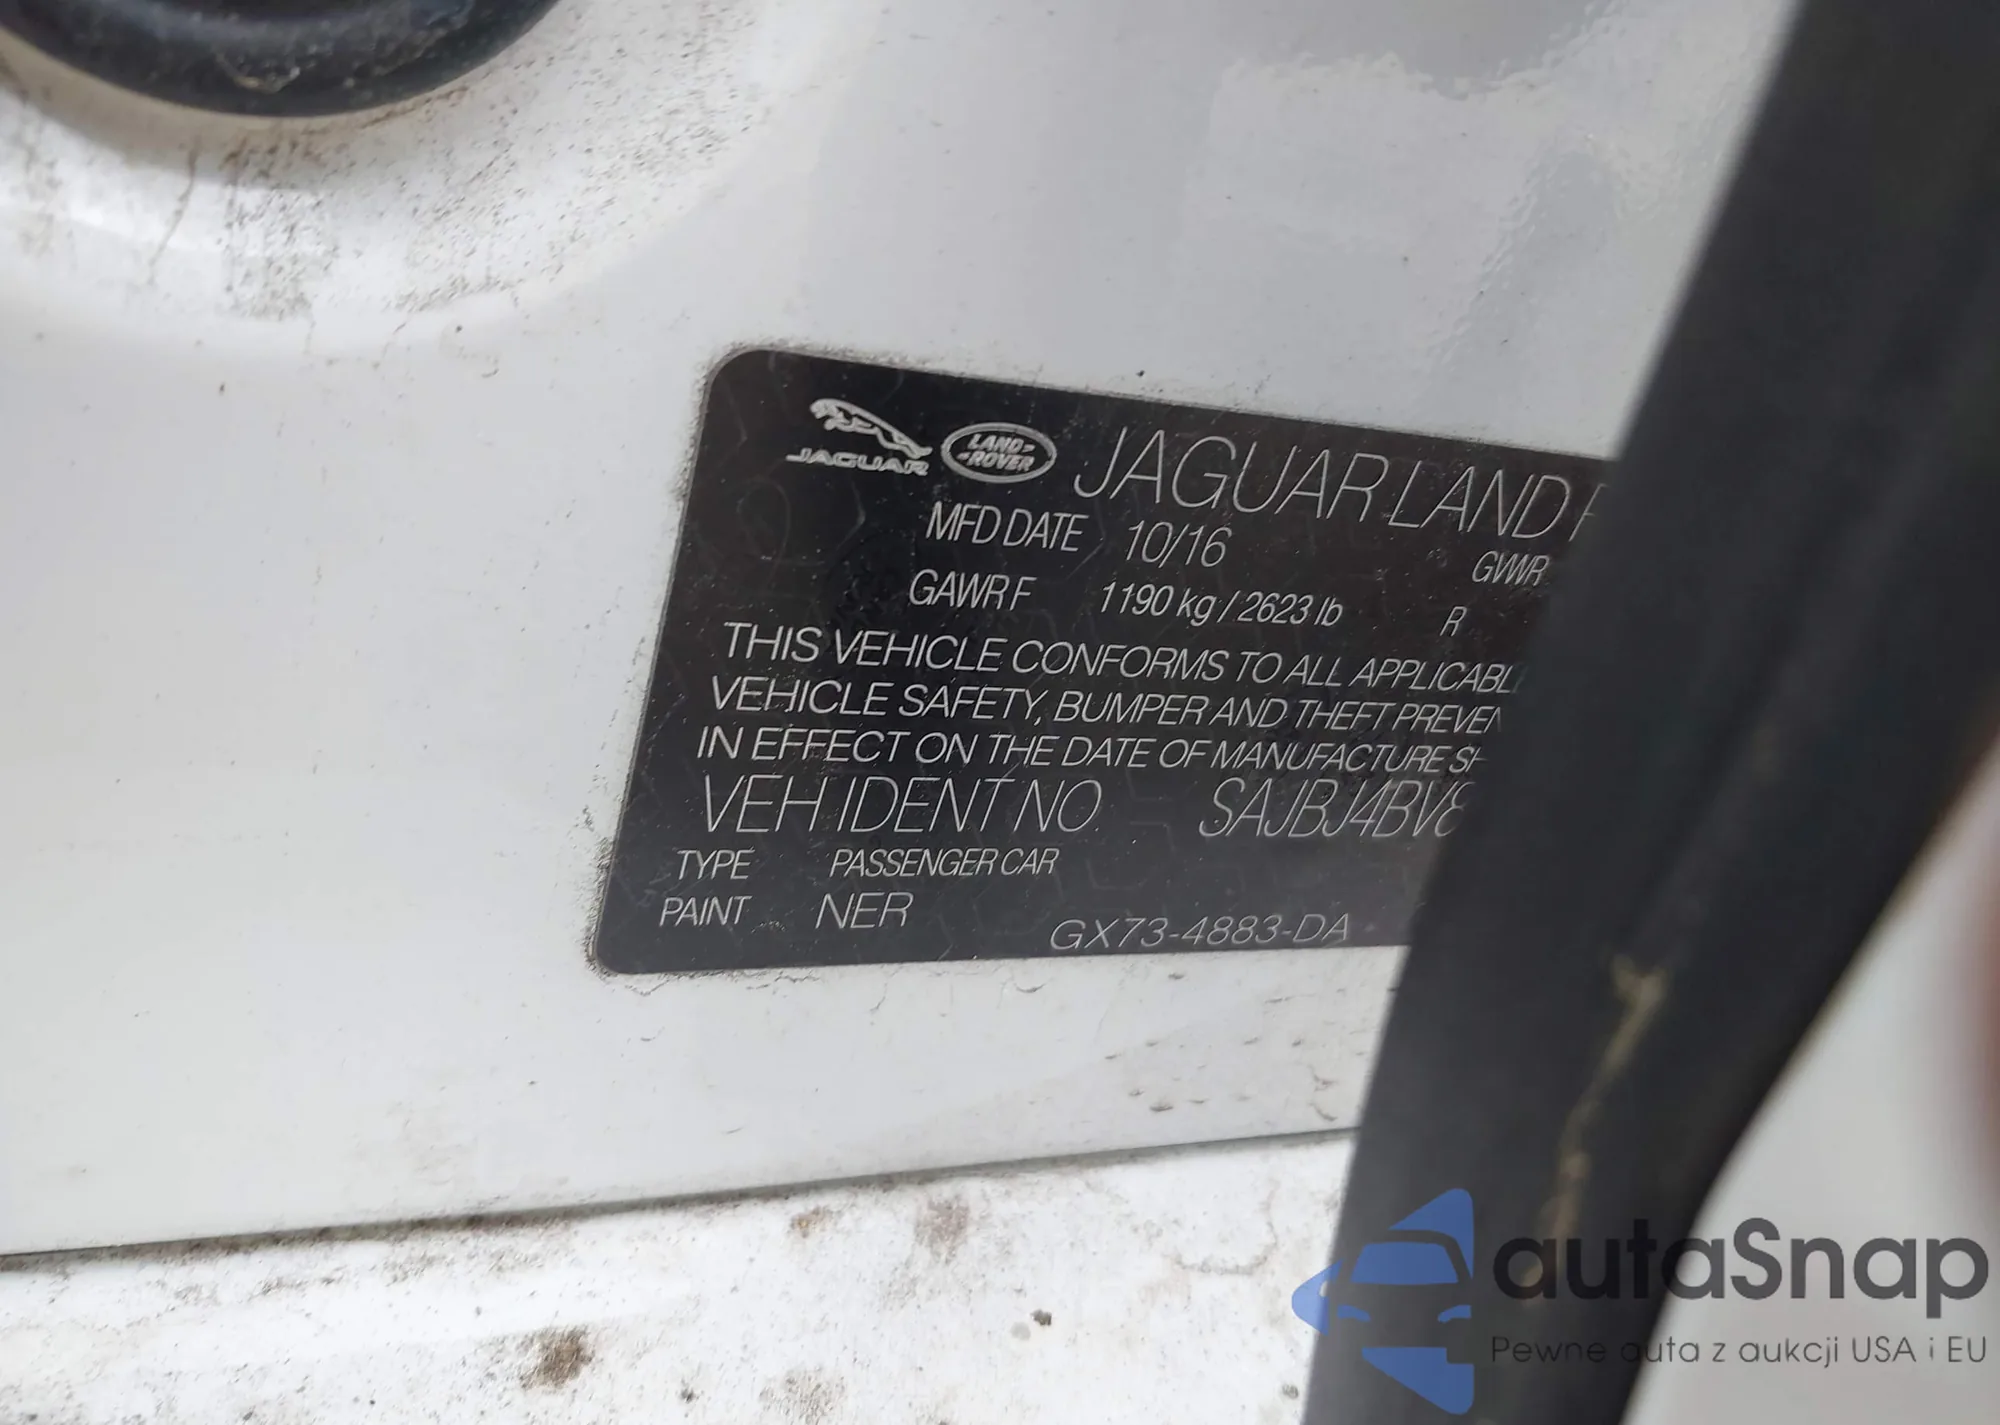 JAGUAR LAND ROVER JAGUAR LAND
MFD DATE 10/16 GVWR
GAWR F 1190 kg / 2623 lb R
THIS VEHICLE CONFORMS TO ALL APPLICABL
VEHICLE SAFETY, BUMPER AND THEFT PREVEN
IN EFFECT ON THE DATE OF MANUFACTURE SH
VEH IDENT NO. SAJBJ4BV8
TYPE PASSENGER CAR
PAINT NER GX73-4883-DA
autaSnap
Pewne auta z aukcji USA i EU